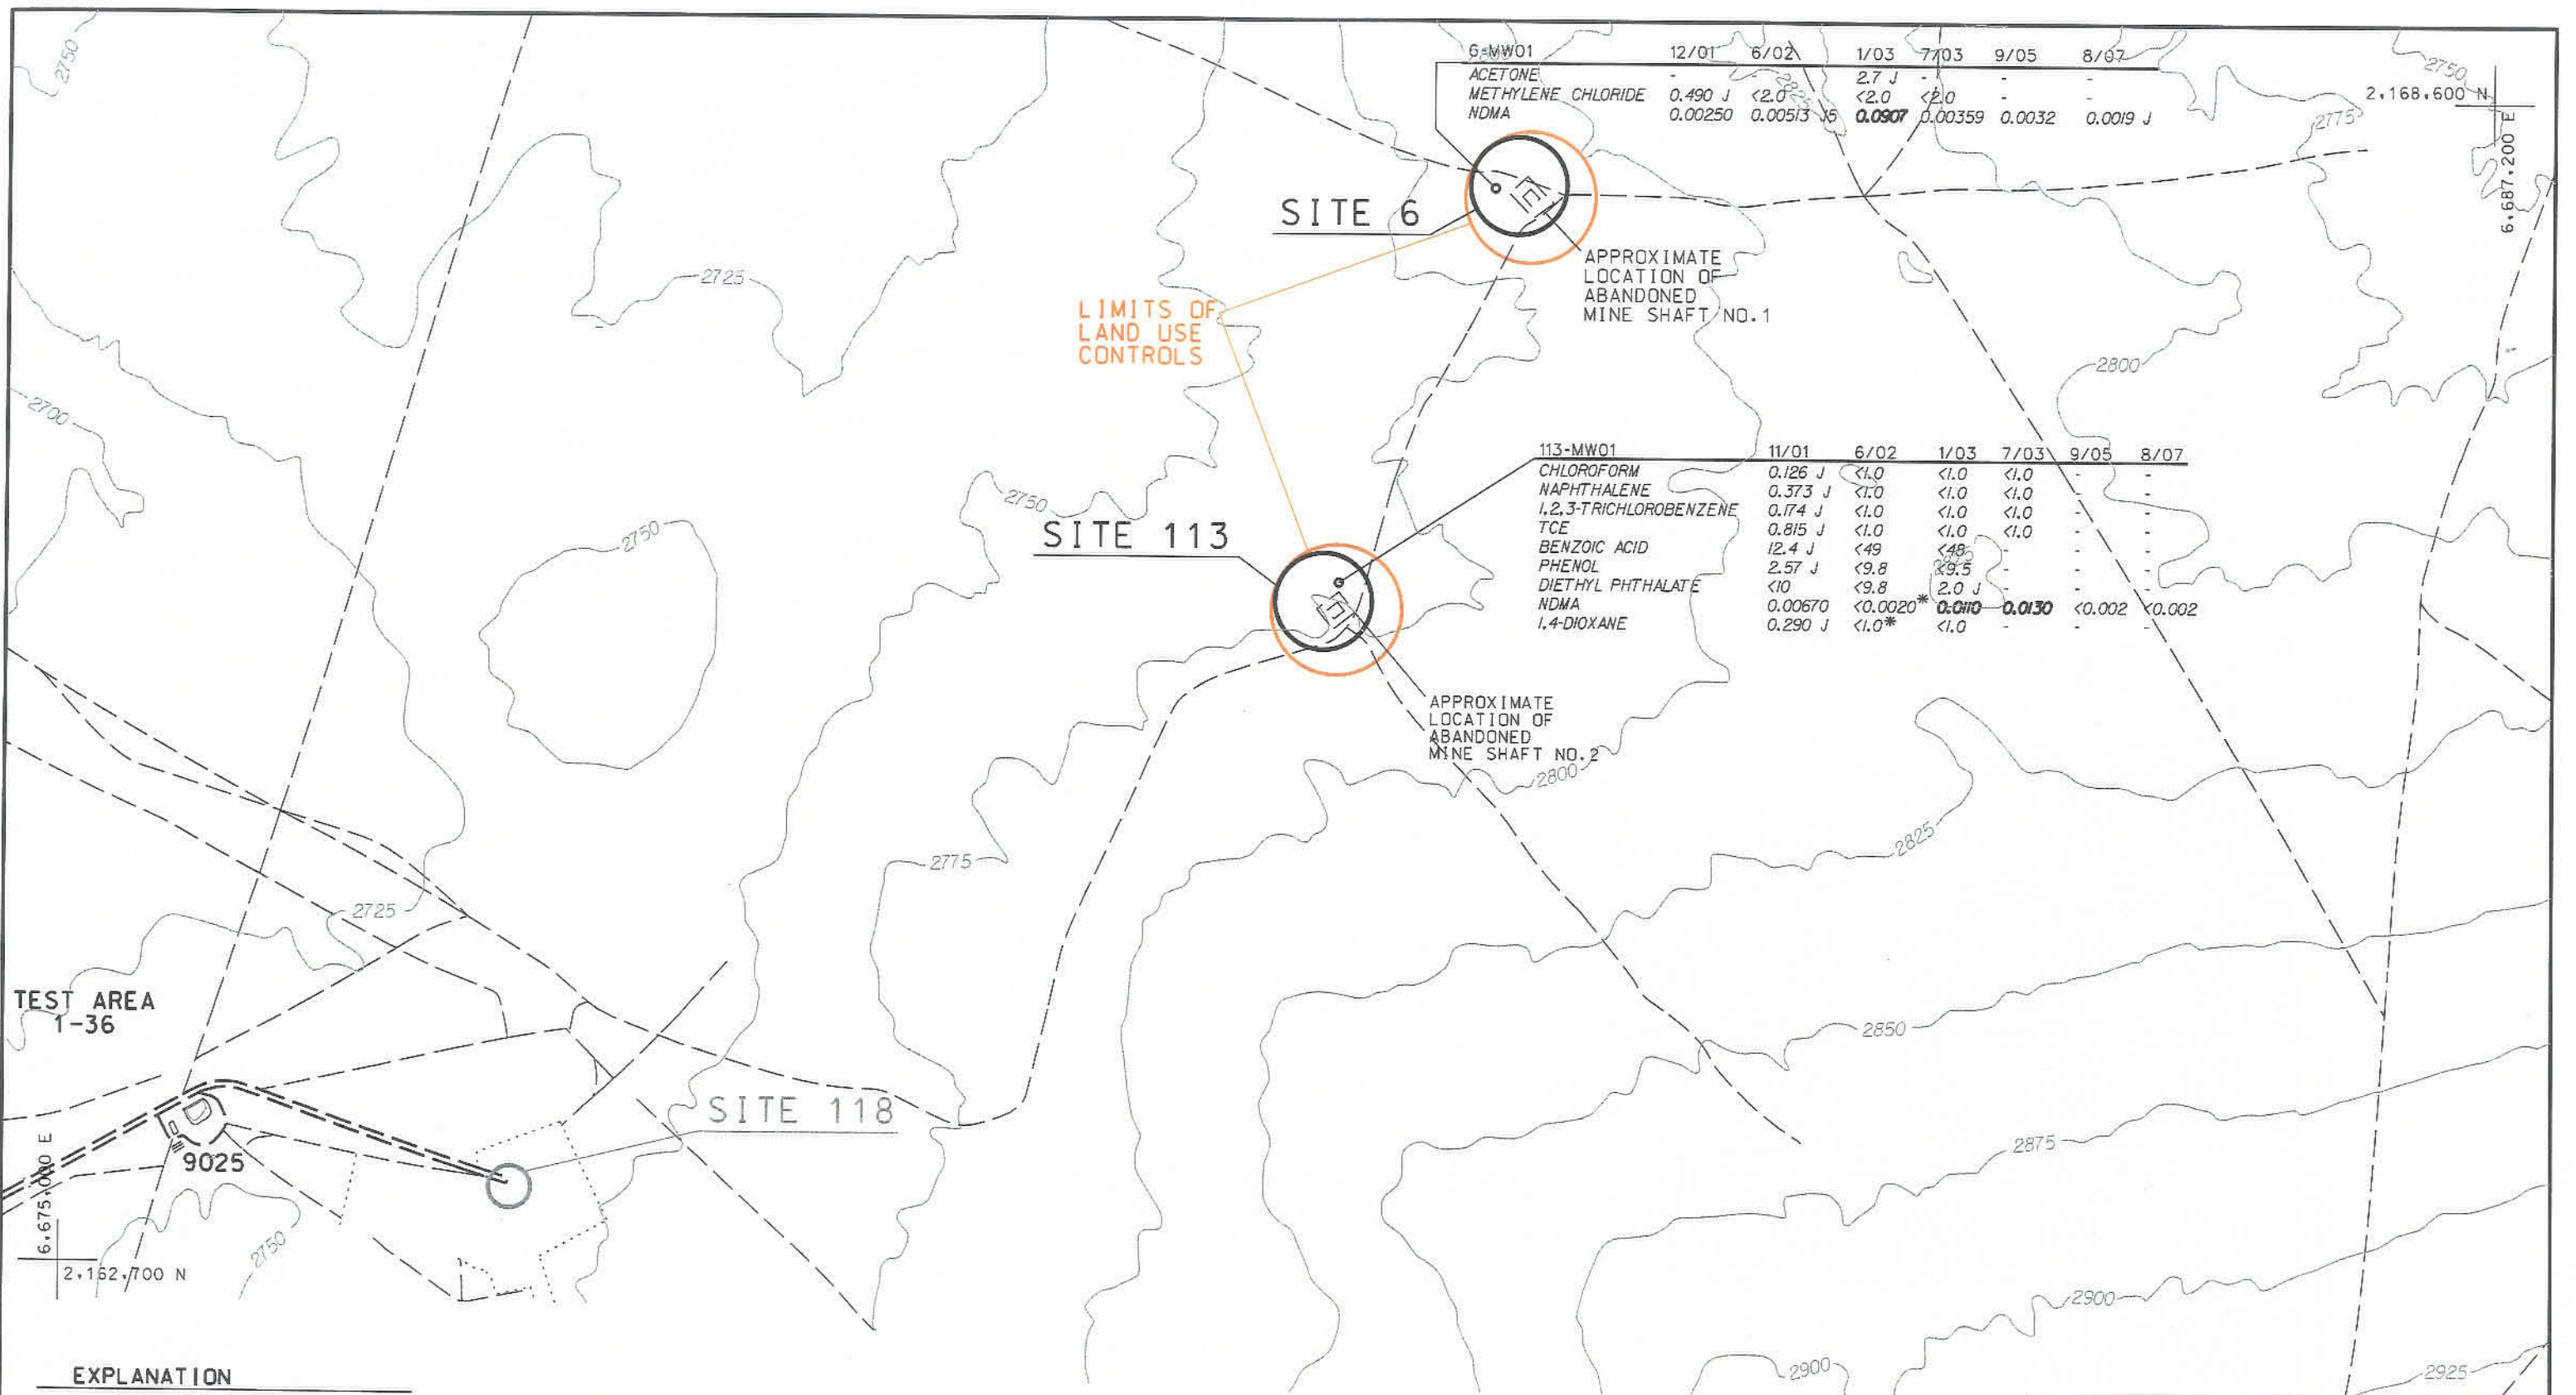 6-MW01 12/01 6/02 1/03 7/03 9/05 8/07
ACETONE - - 2.7 J - - -
METHYLENE CHLORIDE 0.490 J <2.0 <2.0 <2.0 - -
NDMA 0.00250 0.00513 J5 0.0907 0.00359 0.0032 0.0019 J
2,168,600 N
6,687,200 E
2750
2750
2775
2825
SITE 6
APPROXIMATE
LOCATION OF
ABANDONED
MINE SHAFT NO.1
2725
LIMITS OF
LAND USE
CONTROLS
2800
2700
113-MW01 11/01 6/02 1/03 7/03 9/05 8/07
CHLOROFORM 0.126 J <1.0 <1.0 <1.0 - -
NAPHTHALENE 0.373 J <1.0 <1.0 <1.0 - -
1,2,3-TRICHLOROBENZENE 0.174 J <1.0 <1.0 <1.0 - -
TCE 0.815 J <1.0 <1.0 <1.0 - -
BENZOIC ACID 12.4 J <49 <48 - - -
PHENOL 2.57 J <9.8 <9.5 - - -
DIETHYL PHTHALATE <10 <9.8 2.0 J - - -
NDMA 0.00670 <0.0020* 0.0110 0.0130 <0.002 <0.002
1,4-DIOXANE 0.290 J <1.0* <1.0 - - -
2750
2750
SITE 113
APPROXIMATE
LOCATION OF
ABANDONED
MINE SHAFT NO.2
2800
2825
2775
2725
TEST AREA
1-36
2850
SITE 118
2875
9025
6,675,000 E
2,162,700 N
2750
2900
2900
2925
EXPLANATION